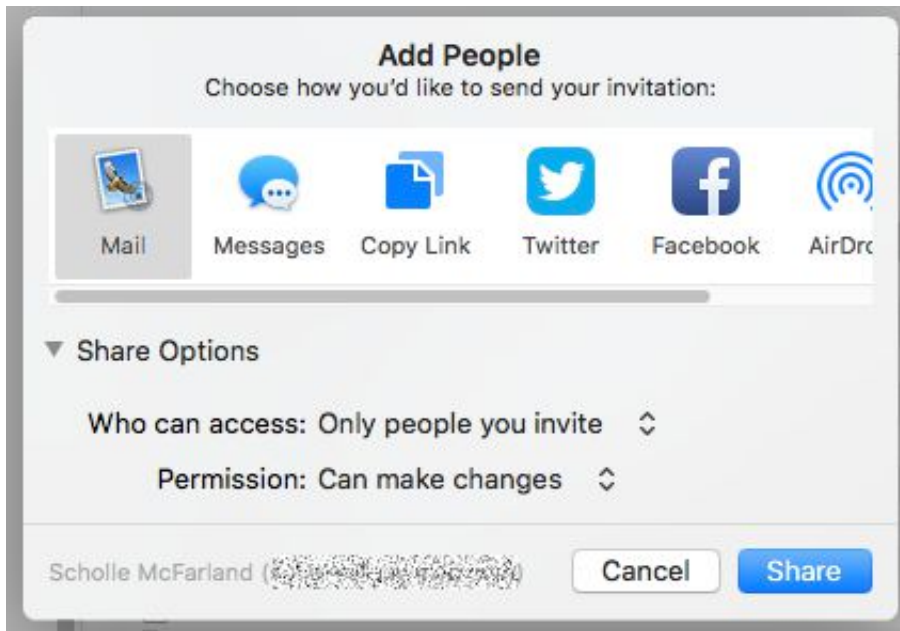 Add People
Choose how you'd like to send your invitation:
Mail Messages Copy Link Twitter Facebook AirDro
Share Options
Who can access: Only people you invite
Permission: Can make changes
Scholle McFarland ( ) Cancel Share